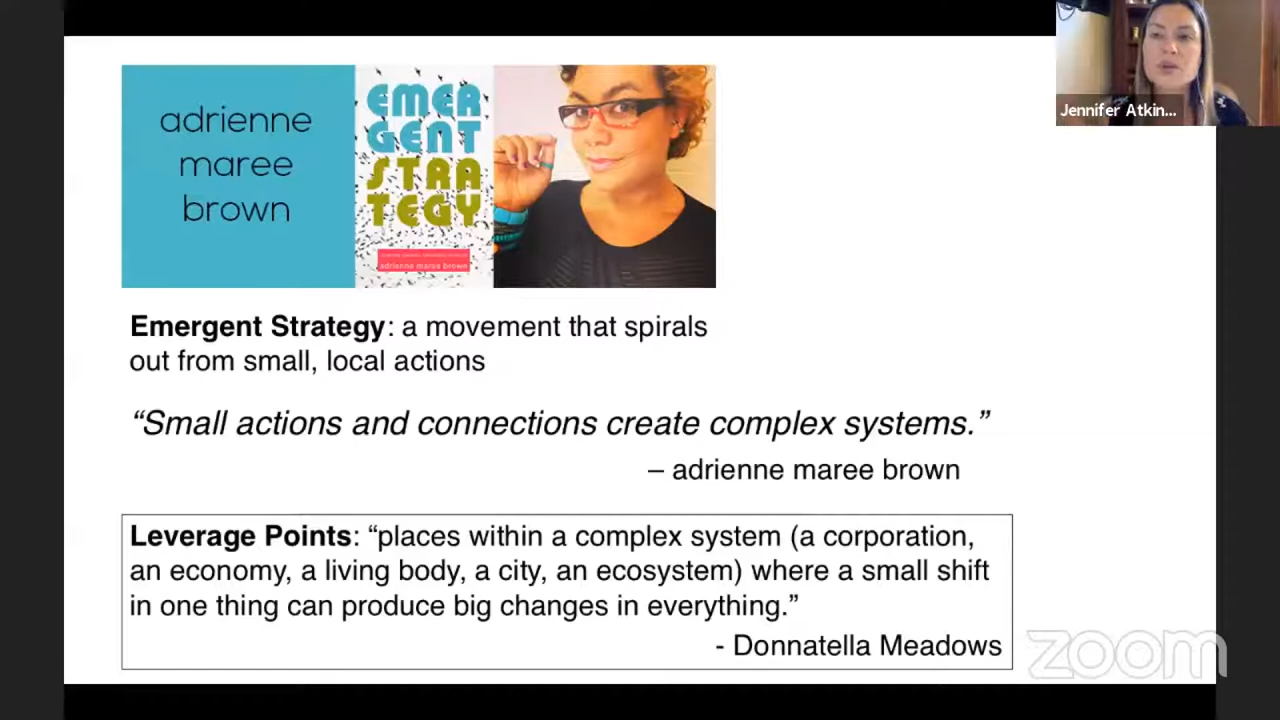 adrienne
maree
brown
EMER
GENT
STRA
TEGY
adrienne maree brown
Jennifer Atkin...
Emergent Strategy: a movement that spirals
out from small, local actions
“Small actions and connections create complex systems.”
– adrienne maree brown
Leverage Points: “places within a complex system (a corporation,
an economy, a living body, a city, an ecosystem) where a small shift
in one thing can produce big changes in everything.”
- Donnatella Meadows
zoom